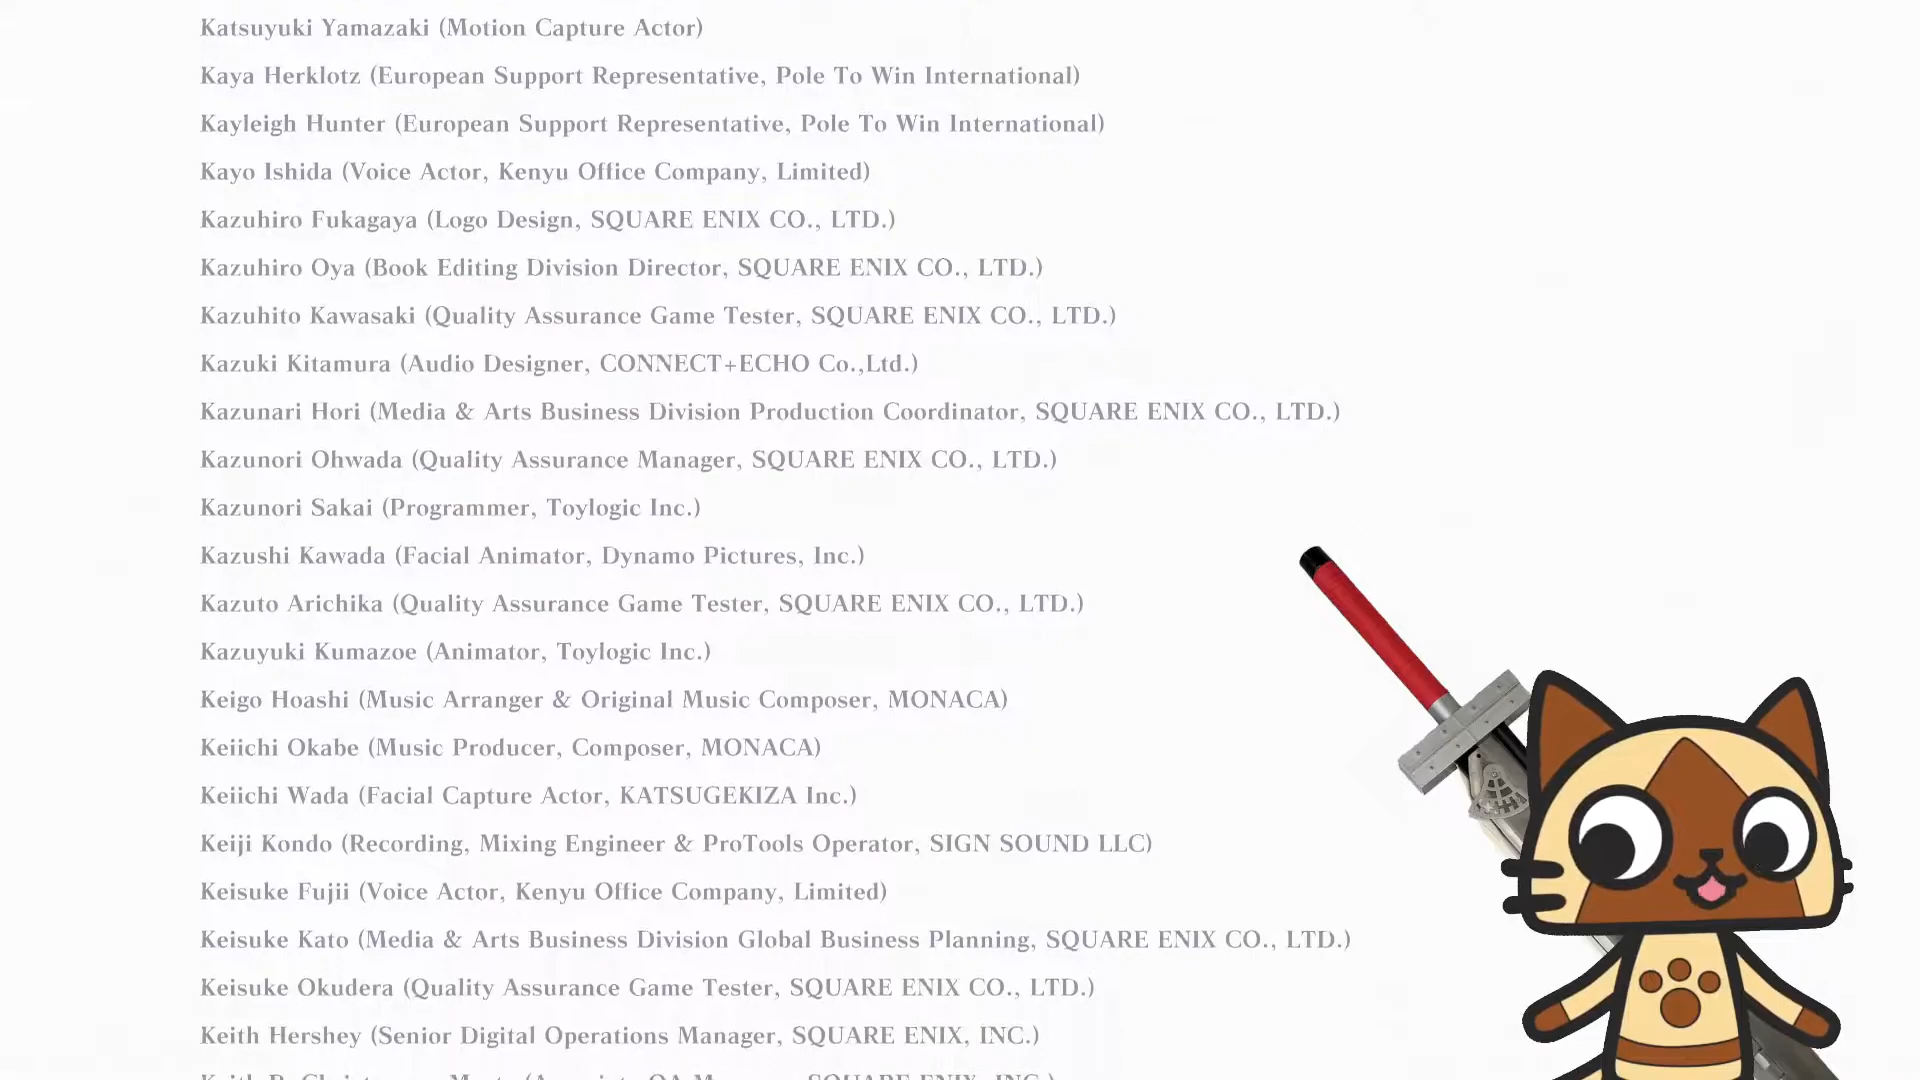 Katsuyuki Yamazaki (Motion Capture Actor)
Kaya Herklotz (European Support Representative, Pole To Win International)
Kayleigh Hunter (European Support Representative, Pole To Win International)
Kayo Ishida (Voice Actor, Kenyu Office Company, Limited)
Kazuhiro Fukagaya (Logo Design, SQUARE ENIX CO., LTD.)
Kazuhiro Oya (Book Editing Division Director, SQUARE ENIX CO., LTD.)
Kazuhito Kawasaki (Quality Assurance Game Tester, SQUARE ENIX CO., LTD.)
Kazuki Kitamura (Audio Designer, CONNECT+ECHO Co.,Ltd.)
Kazunari Hori (Media & Arts Business Division Production Coordinator, SQUARE ENIX CO., LTD.)
Kazunori Ohwada (Quality Assurance Manager, SQUARE ENIX CO., LTD.)
Kazunori Sakai (Programmer, Toylogic Inc.)
Kazushi Kawada (Facial Animator, Dynamo Pictures, Inc.)
Kazuto Arichika (Quality Assurance Game Tester, SQUARE ENIX CO., LTD.)
Kazuyuki Kumazoe (Animator, Toylogic Inc.)
Keigo Hoashi (Music Arranger & Original Music Composer, MONACA)
Keiichi Okabe (Music Producer, Composer, MONACA)
Keiichi Wada (Facial Capture Actor, KATSUGEKIZA Inc.)
Keiji Kondo (Recording, Mixing Engineer & ProTools Operator, SIGN SOUND LLC)
Keisuke Fujii (Voice Actor, Kenyu Office Company, Limited)
Keisuke Kato (Media & Arts Business Division Global Business Planning, SQUARE ENIX CO., LTD.)
Keisuke Okudera (Quality Assurance Game Tester, SQUARE ENIX CO., LTD.)
Keith Hershey (Senior Digital Operations Manager, SQUARE ENIX, INC.)